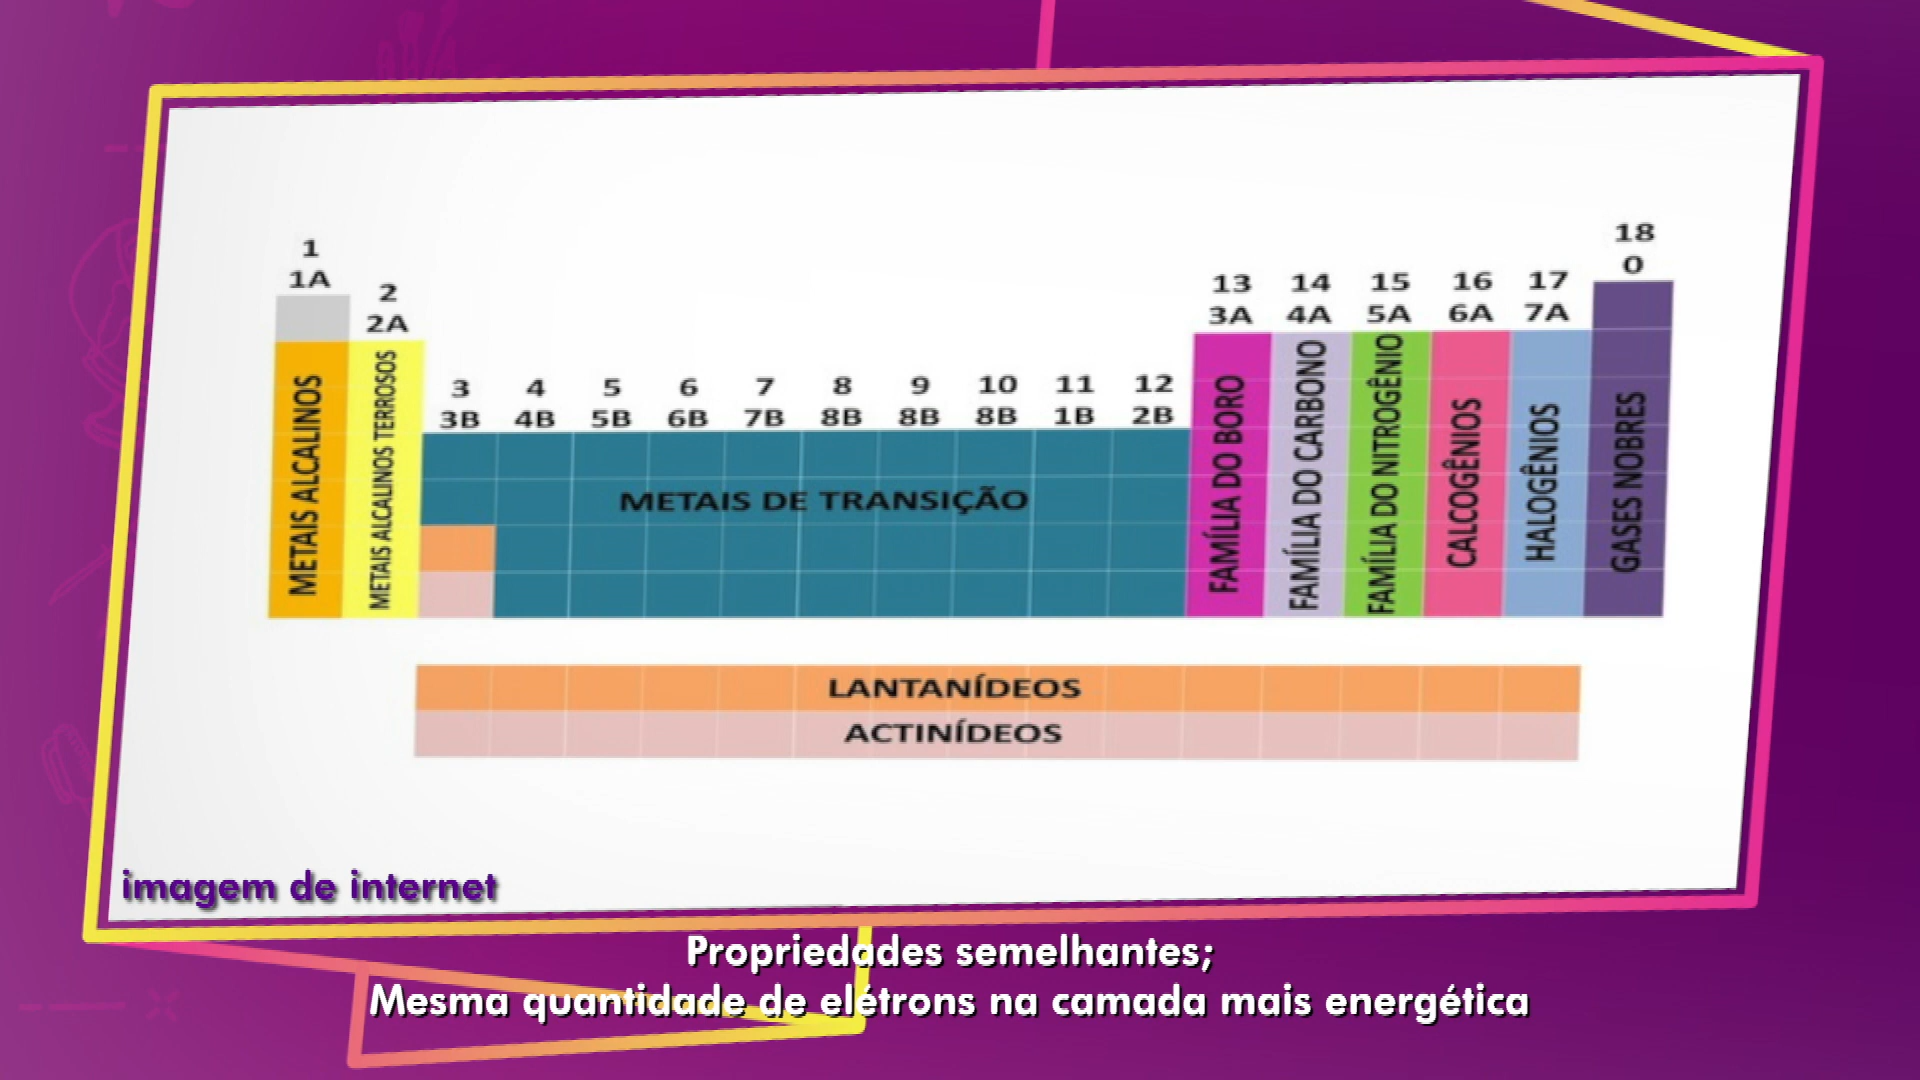 1
1A
2
2A
3
3B
4
4B
5
5B
6
6B
7
7B
8
8B
9
8B
10
8B
11
1B
12
2B
13
3A
14
4A
15
5A
16
6A
17
7A
18
0
METAIS ALCALINOS
METAIS ALCALINOS TERROSOS
METAIS DE TRANSIÇÃO
FAMÍLIA DO BORO
FAMÍLIA DO CARBONO
FAMÍLIA DO NITROGÊNIO
CALCOGÊNIOS
HALOGÊNIOS
GASES NOBRES
LANTANÍDEOS
ACTINÍDEOS
imagem de internet
Propriedades semelhantes;
Mesma quantidade de elétrons na camada mais energética